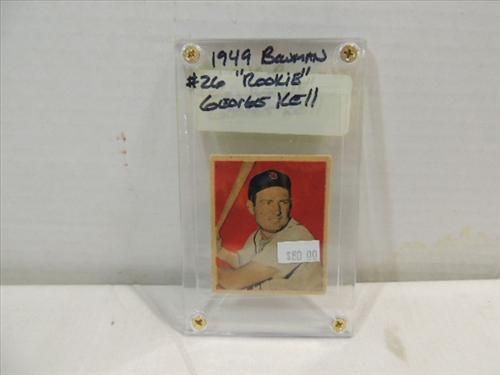 1949 BOWMAN
#26 "ROOKIE"
GEORGE KELL
$80.00